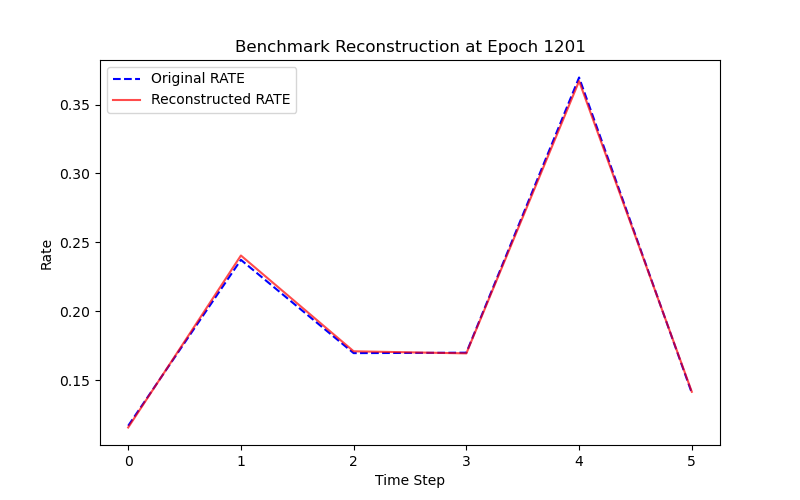 Benchmark Reconstruction at Epoch 1201
Original RATE
Reconstructed RATE
Rate
0.35
0.30
0.25
0.20
0.15
0 1 2 3 4 5
Time Step